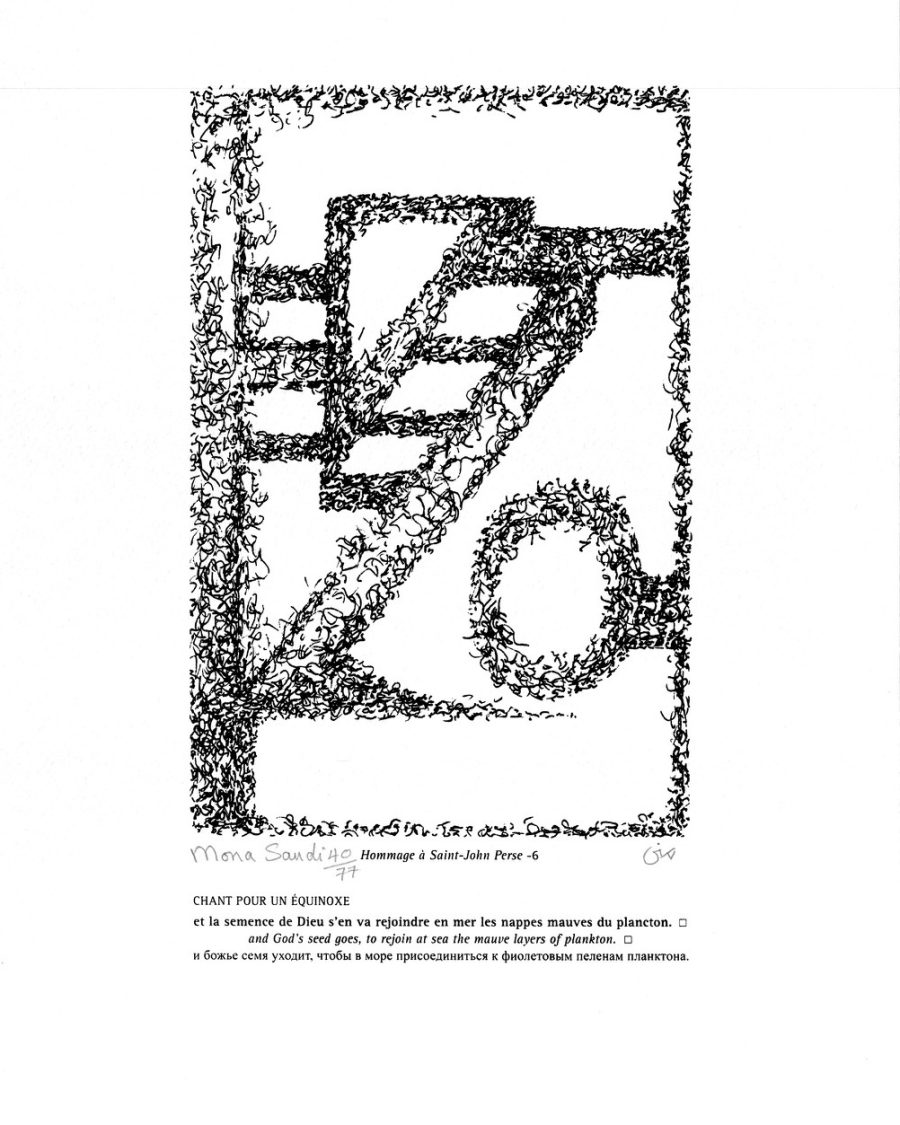 Mona Saudi 40/77 Hommage à Saint-John Perse -6
CHANT POUR UN ÉQUINOXE
et la semence de Dieu s'en va rejoindre en mer les nappes mauves du plancton. □
and God's seed goes, to rejoin at sea the mauve layers of plankton. □
и божье семя уходит, чтобы в море присоединиться к фиолетовым пеленам планктона.